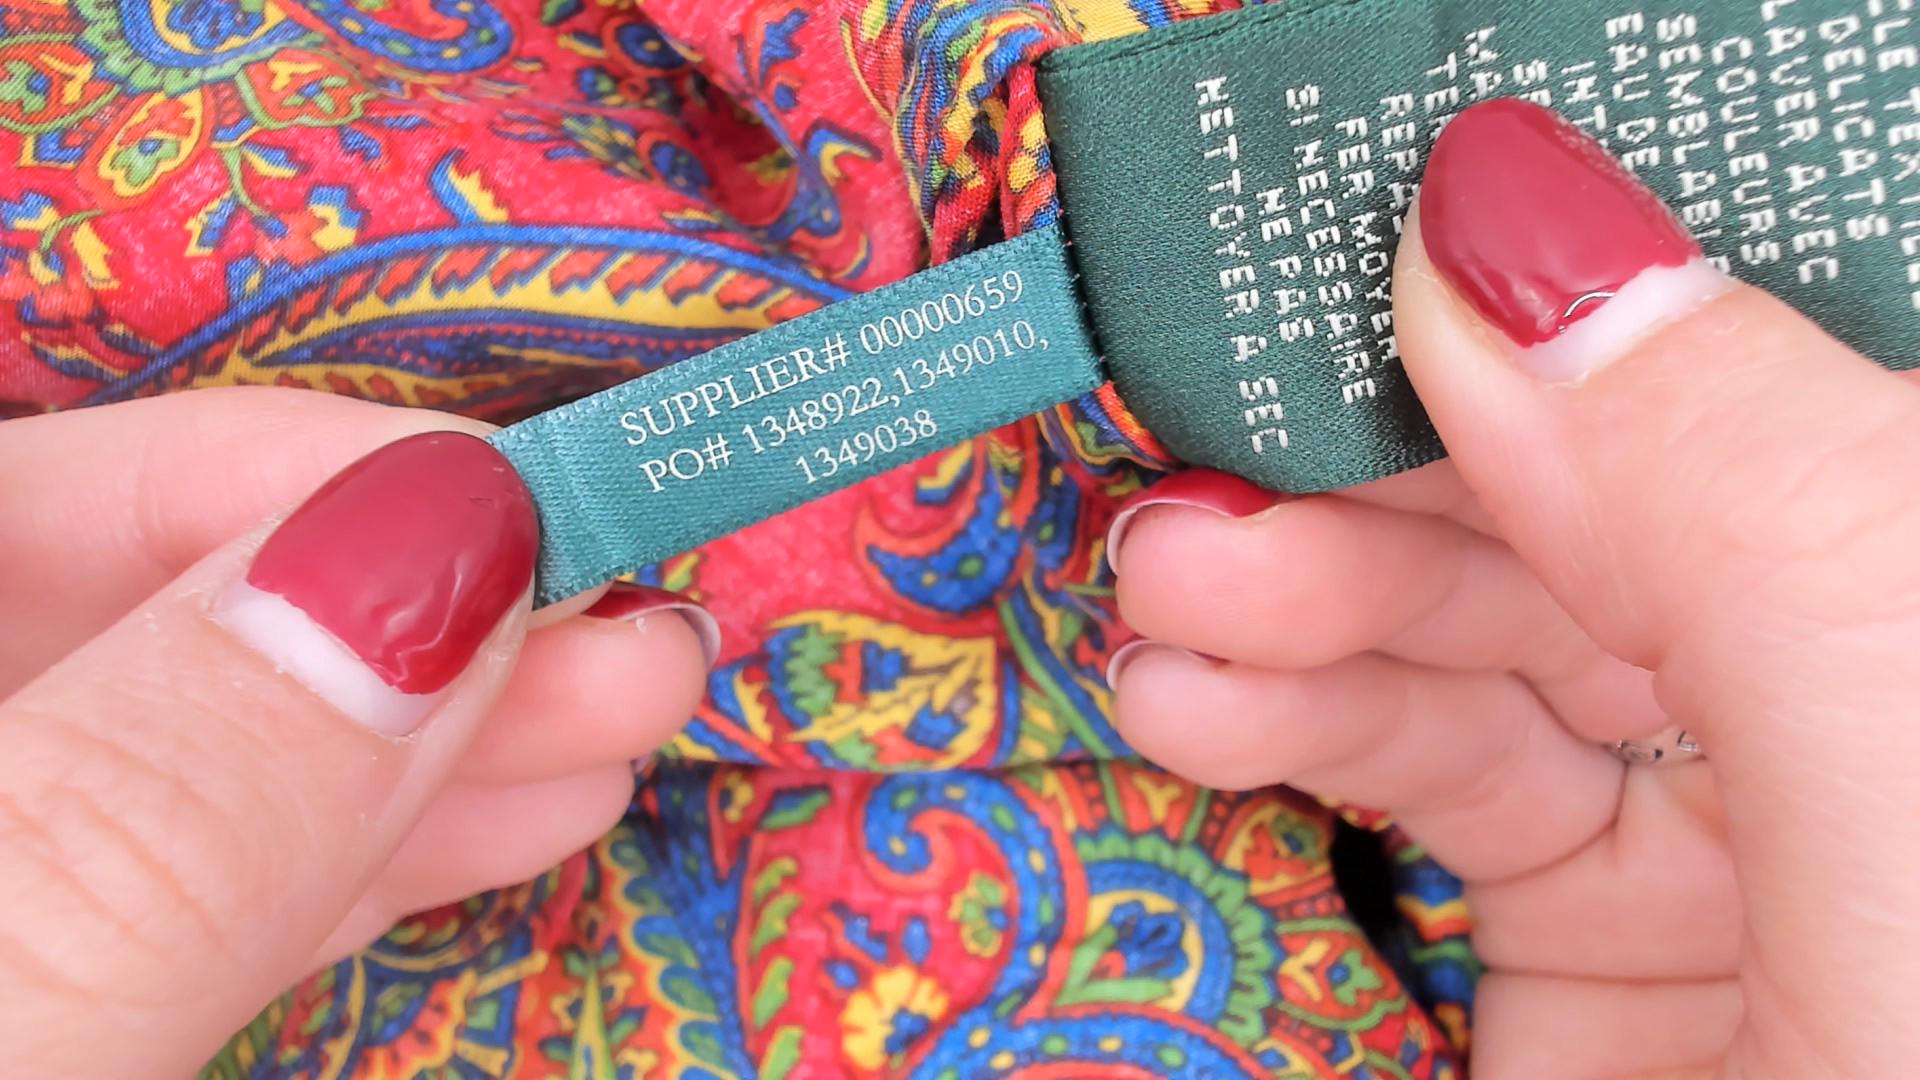 SUPPLIER# 00000659
PO# 1348922,1349010,
1349038
DELICATS
LAVER AVEC
COULEURS
EAU DE
FER MOYEN
SI NECESSAIRE
NE PAS
NETTOYER A SEC